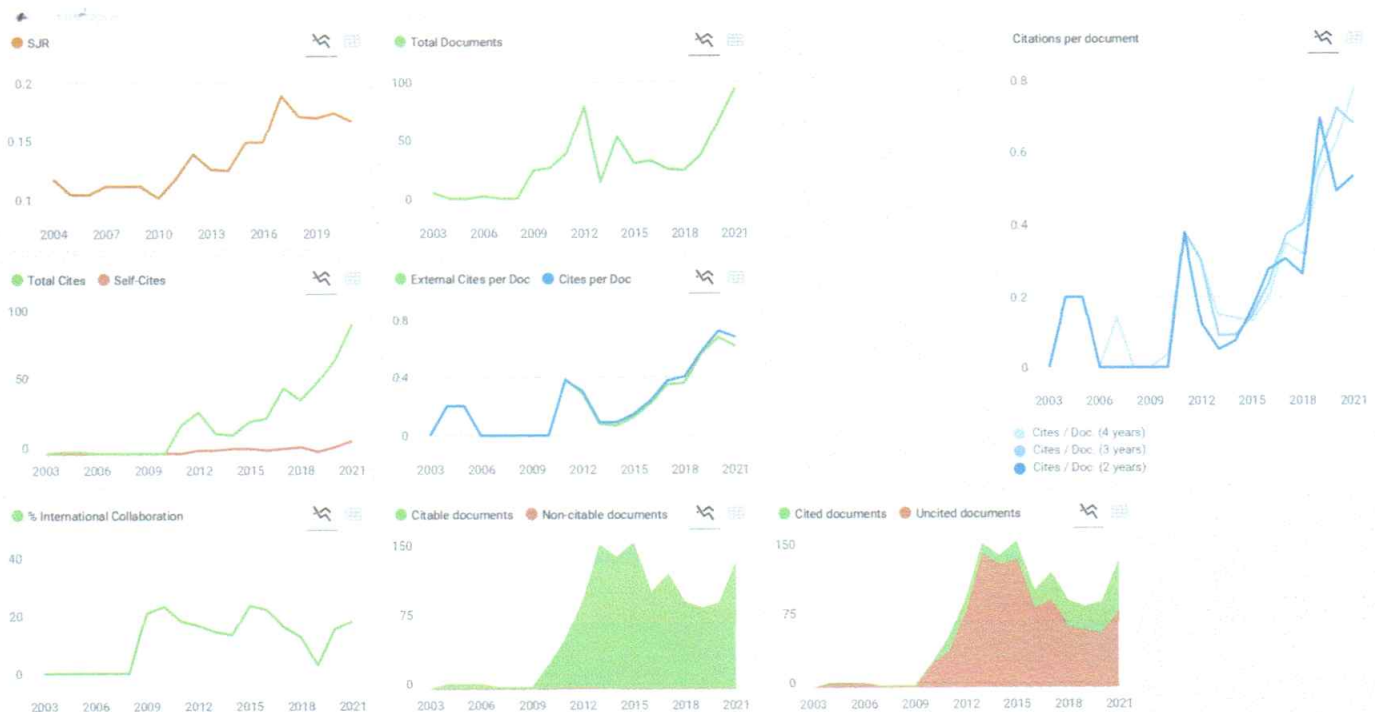 SJR
0.2
0.15
0.1
2004 2007 2010 2013 2016 2019
Total Documents
100
50
0
2003 2006 2009 2012 2015 2018 2021
Citations per document
0.8
0.6
0.4
0.2
0
2003 2006 2009 2012 2015 2018 2021
Cites / Doc. (4 years)
Cites / Doc. (3 years)
Cites / Doc. (2 years)
Total Cites Self-Cites
100
50
0
2003 2006 2009 2012 2015 2018 2021
External Cites per Doc Cites per Doc
0.8
0.4
0
2003 2006 2009 2012 2015 2018 2021
% International Collaboration
40
20
0
2003 2006 2009 2012 2015 2018 2021
Citable documents Non-citable documents
150
75
0
2003 2006 2009 2012 2015 2018 2021
Cited documents Uncited documents
150
75
0
2003 2006 2009 2012 2015 2018 2021